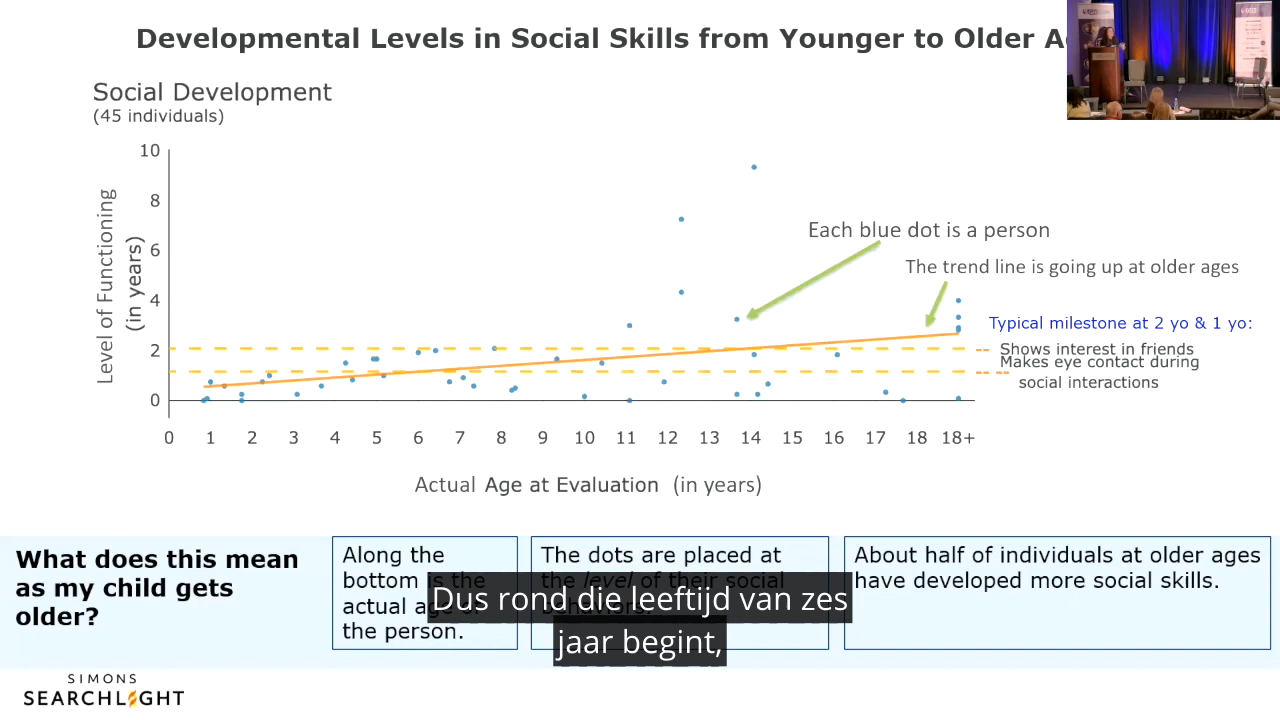 Developmental Levels in Social Skills from Younger to Older
Social Development
(45 individuals)
Level of Functioning
(in years)
10
8
6
4
2
0
0 1 2 3 4 5 6 7 8 9 10 11 12 13 14 15 16 17 18 18+
Actual Age at Evaluation (in years)
Each blue dot is a person
The trend line is going up at older ages
Typical milestone at 2 yo & 1 yo:
Shows interest in friends
Makes eye contact during
social interactions
What does this mean
as my child gets
older?
Along the
bottom is the
actual age of
the person.
The dots are placed at
the level of their social
behaviors.
About half of individuals at older ages
have developed more social skills.
Dus rond die leeftijd van zes
jaar begint,
SIMONS
SEARCHLIGHT